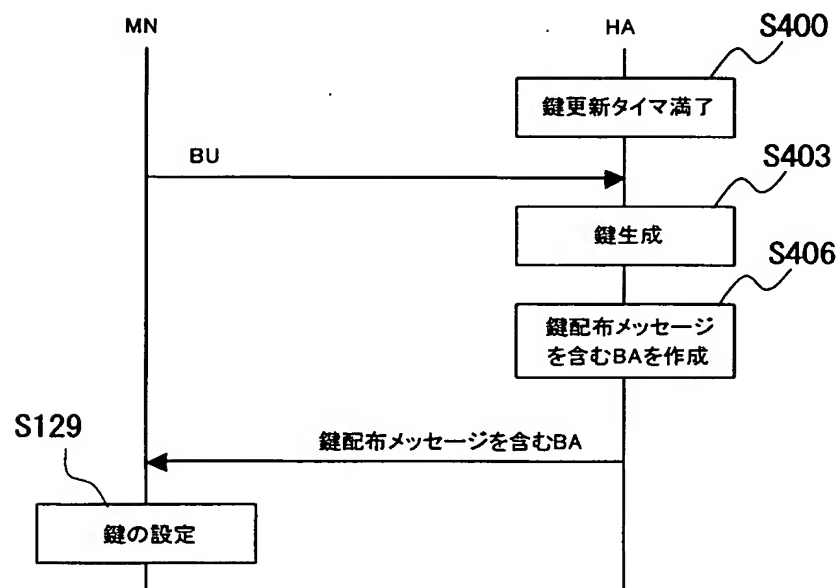 MN
HA
S400
鍵更新タイマ満了
BU
S403
鍵生成
S406
鍵配布メッセージ
を含むBAを作成
鍵配布メッセージを含むBA
S129
鍵の設定